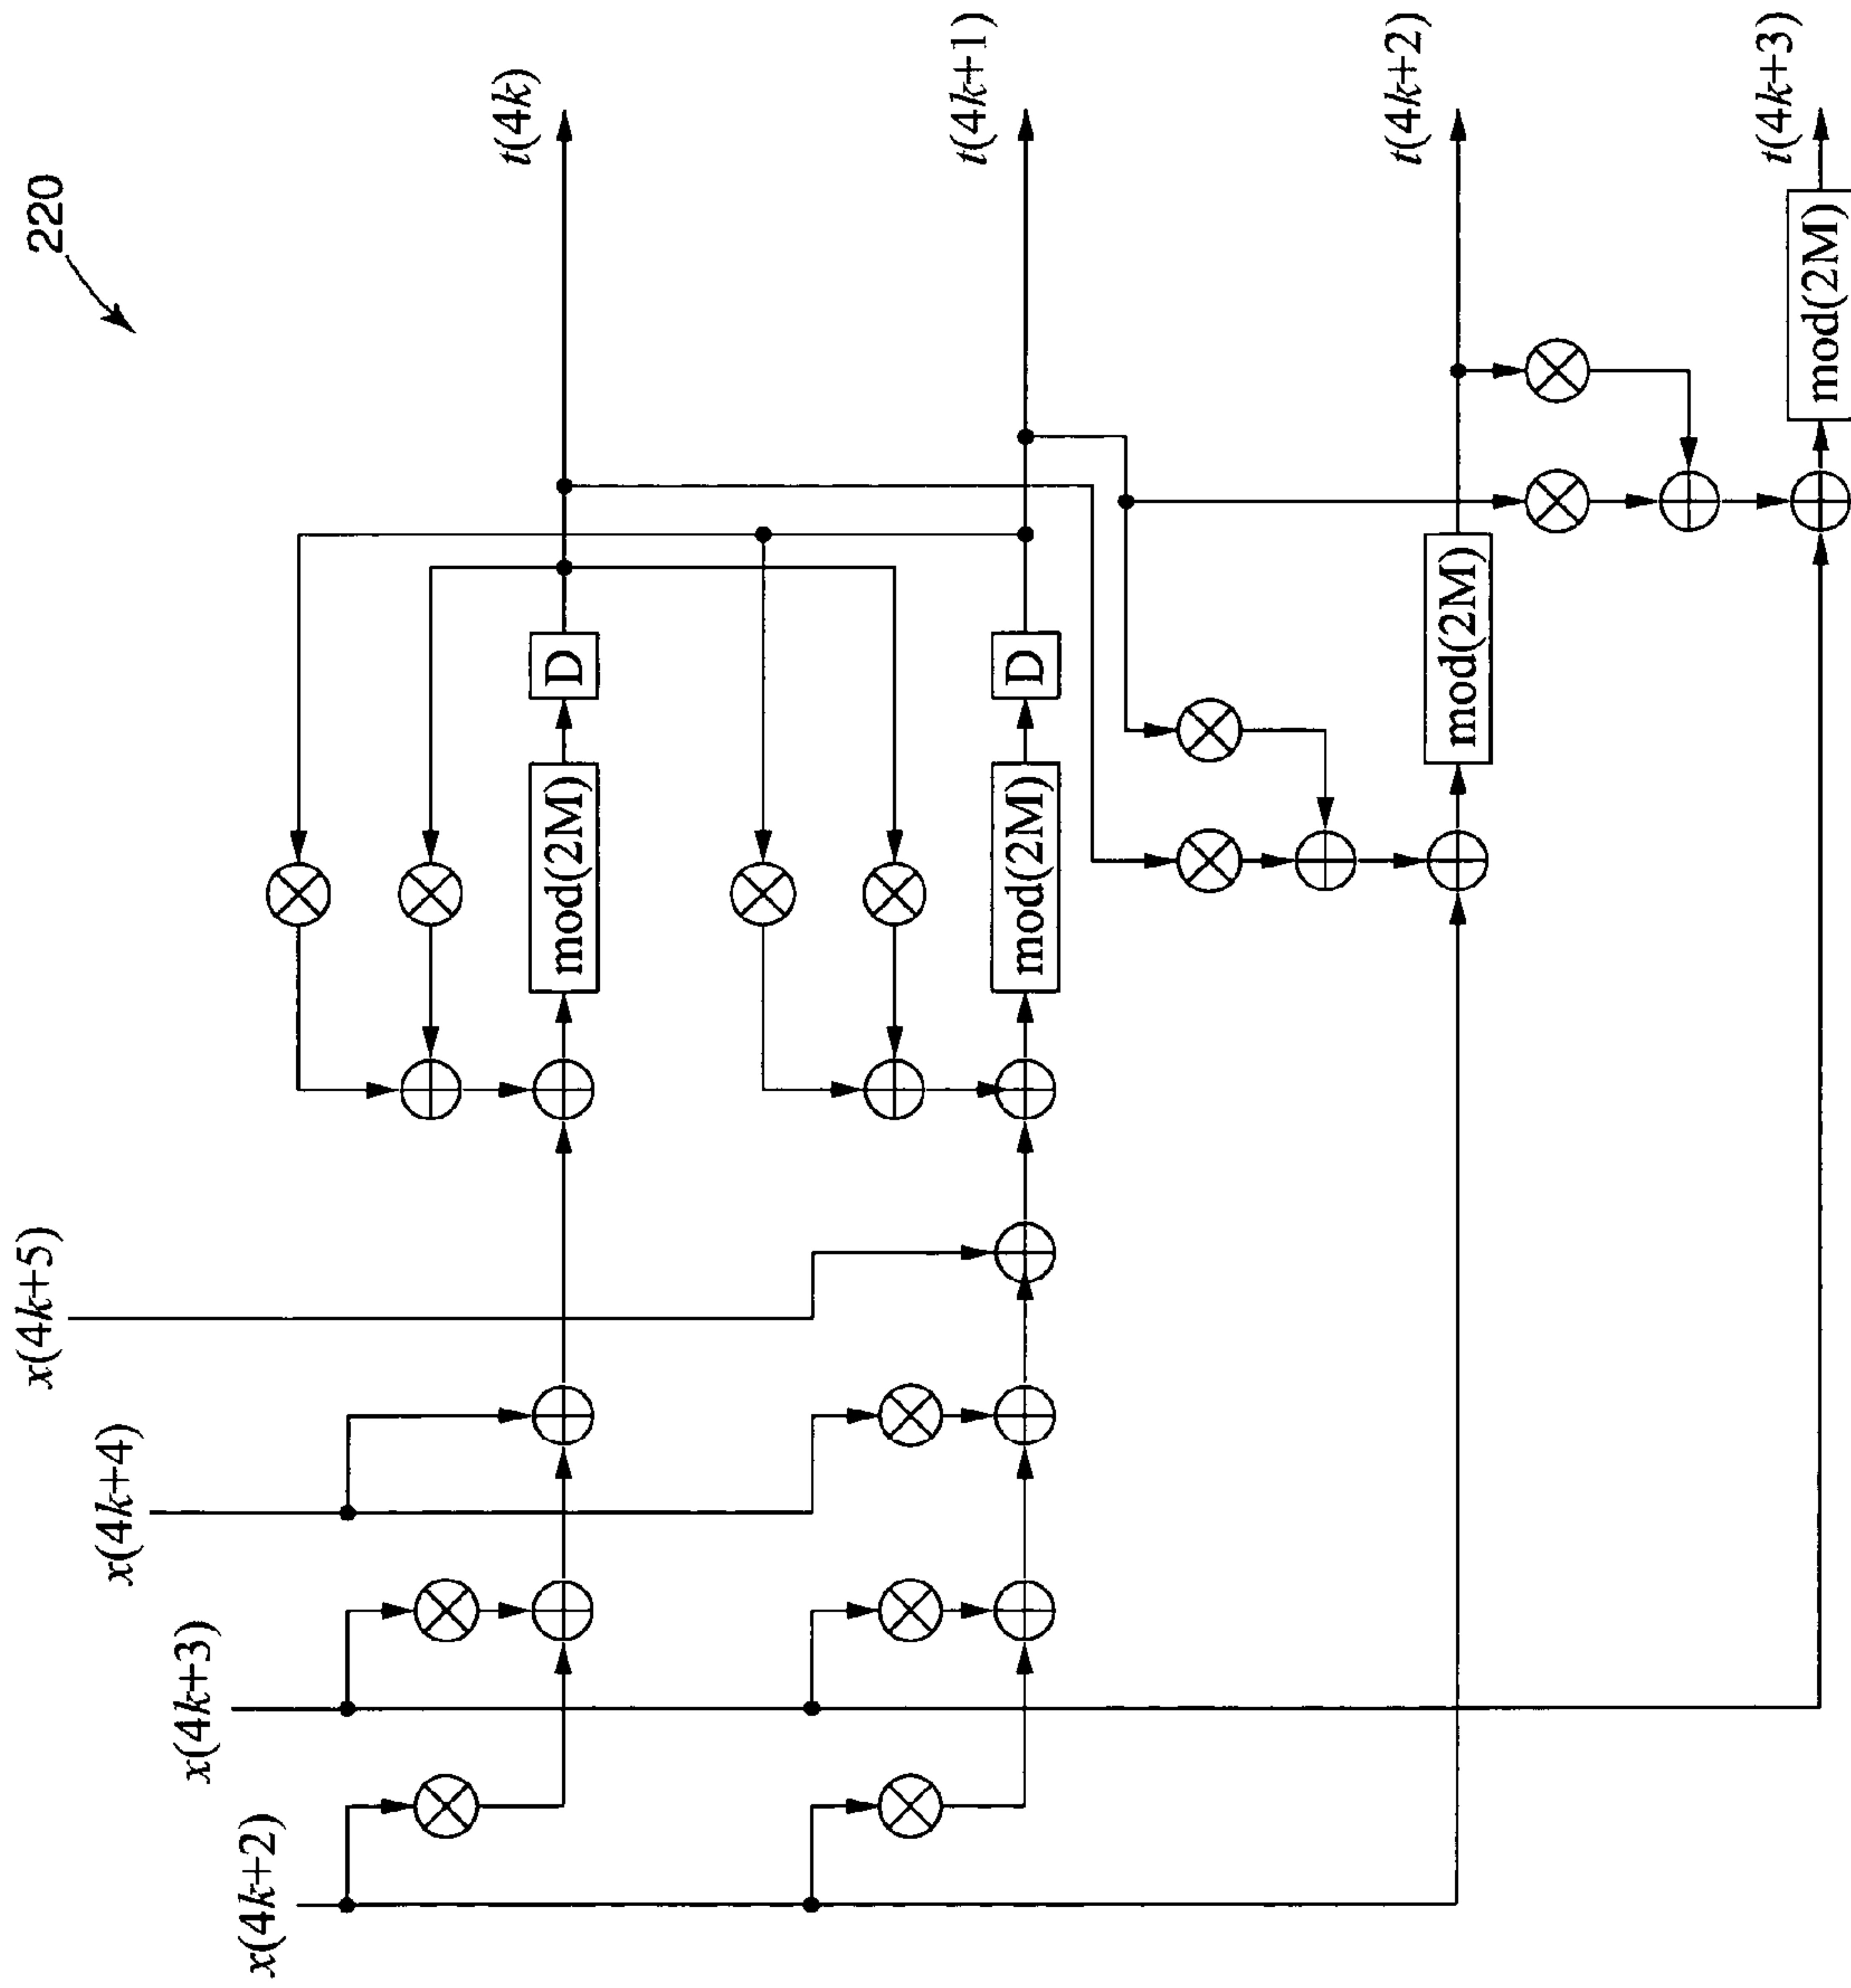 220
x(4k+2)
x(4k+3)
x(4k+4)
x(4k+5)
mod(2M)
D
t(4k)
mod(2M)
D
t(4k+1)
mod(2M)
t(4k+2)
mod(2M)
t(4k+3)